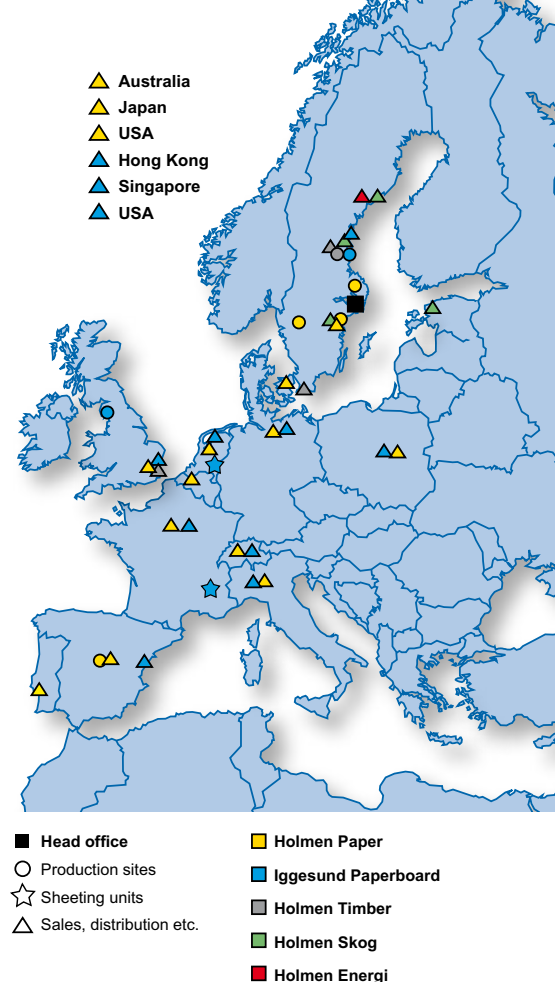 Australia
Japan
USA
Hong Kong
Singapore
USA
Head office
Production sites
Sheeting units
Sales, distribution etc.
Holmen Paper
Iggesund Paperboard
Holmen Timber
Holmen Skog
Holmen Energi